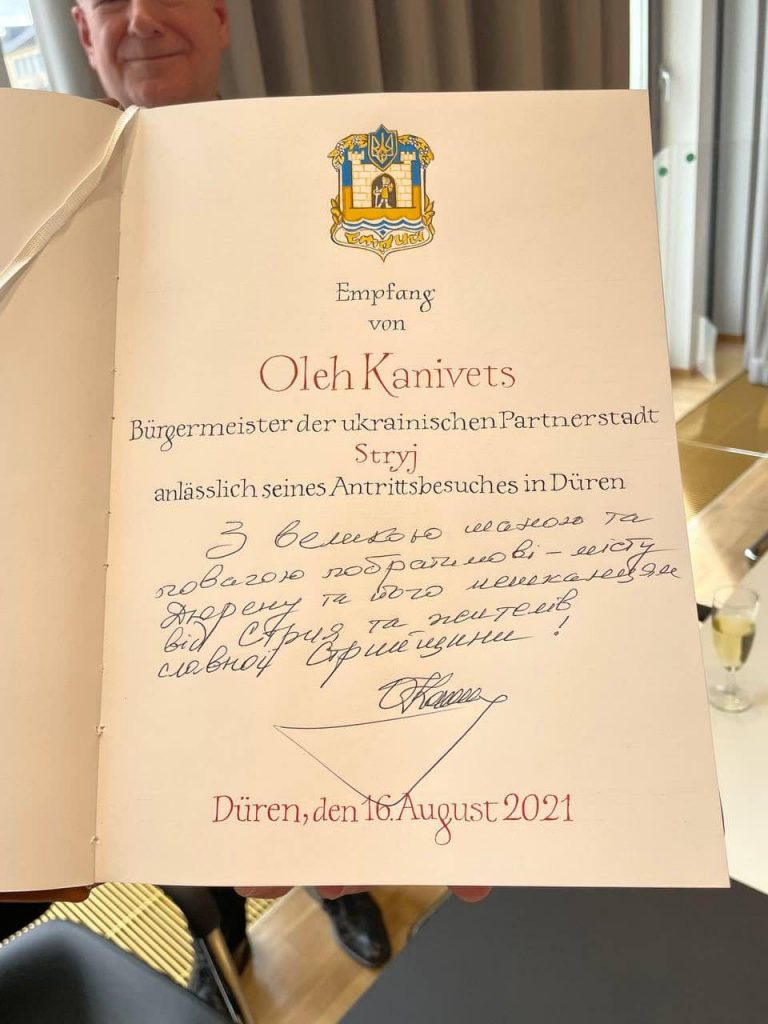 Стрий
Empfang
von
Oleh Kanivets
Bürgermeister der ukrainischen Partnerstadt
Stryj
anlässlich seines Antrittsbesuches in Düren
З великою шаною та
повагою побратимові – місту
Дюрену та його мешканцям
від Стрия та жителів
славної Стрийщини !
Düren, den 16. August 2021